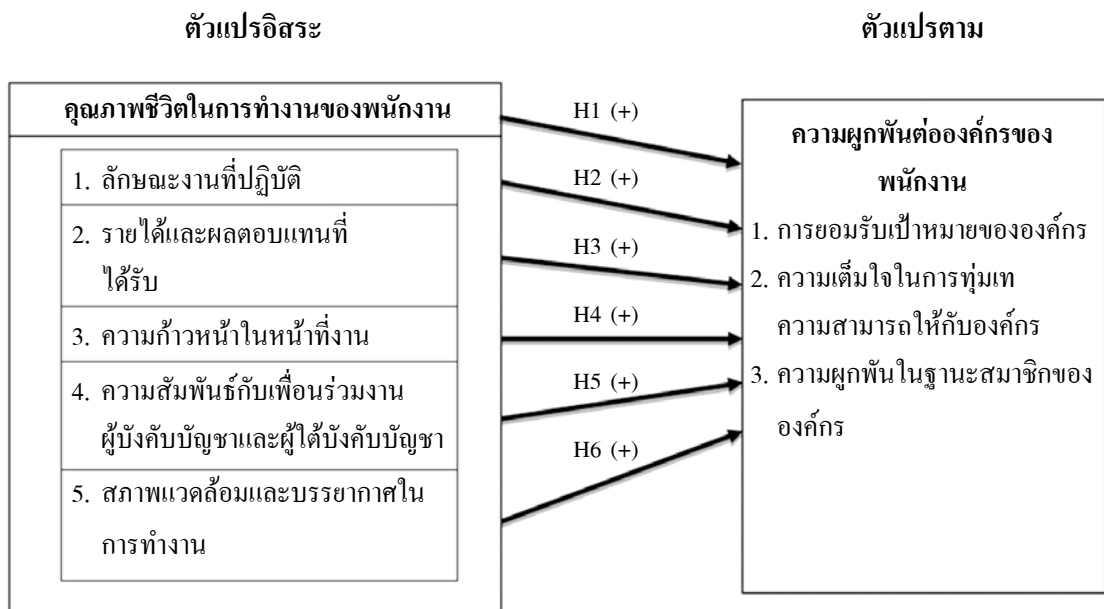 ตัวแปรอิสระ
ตัวแปรตาม
คุณภาพชีวิตในการทำงานของพนักงาน
1. ลักษณะงานที่ปฏิบัติ
2. รายได้และผลตอบแทนที่
ได้รับ
3. ความก้าวหน้าในหน้าที่งาน
4. ความสัมพันธ์กับเพื่อนร่วมงาน
ผู้บังคับบัญชาและผู้ใต้บังคับบัญชา
5. สภาพแวดล้อมและบรรยากาศใน
การทำงาน
H1 (+)
H2 (+)
H3 (+)
H4 (+)
H5 (+)
H6 (+)
ความผูกพันต่อองค์กรของ
พนักงาน
1. การยอมรับเป้าหมายขององค์กร
2. ความเต็มใจในการทุ่มเท
ความสามารถให้กับองค์กร
3. ความผูกพันในฐานะสมาชิกของ
องค์กร